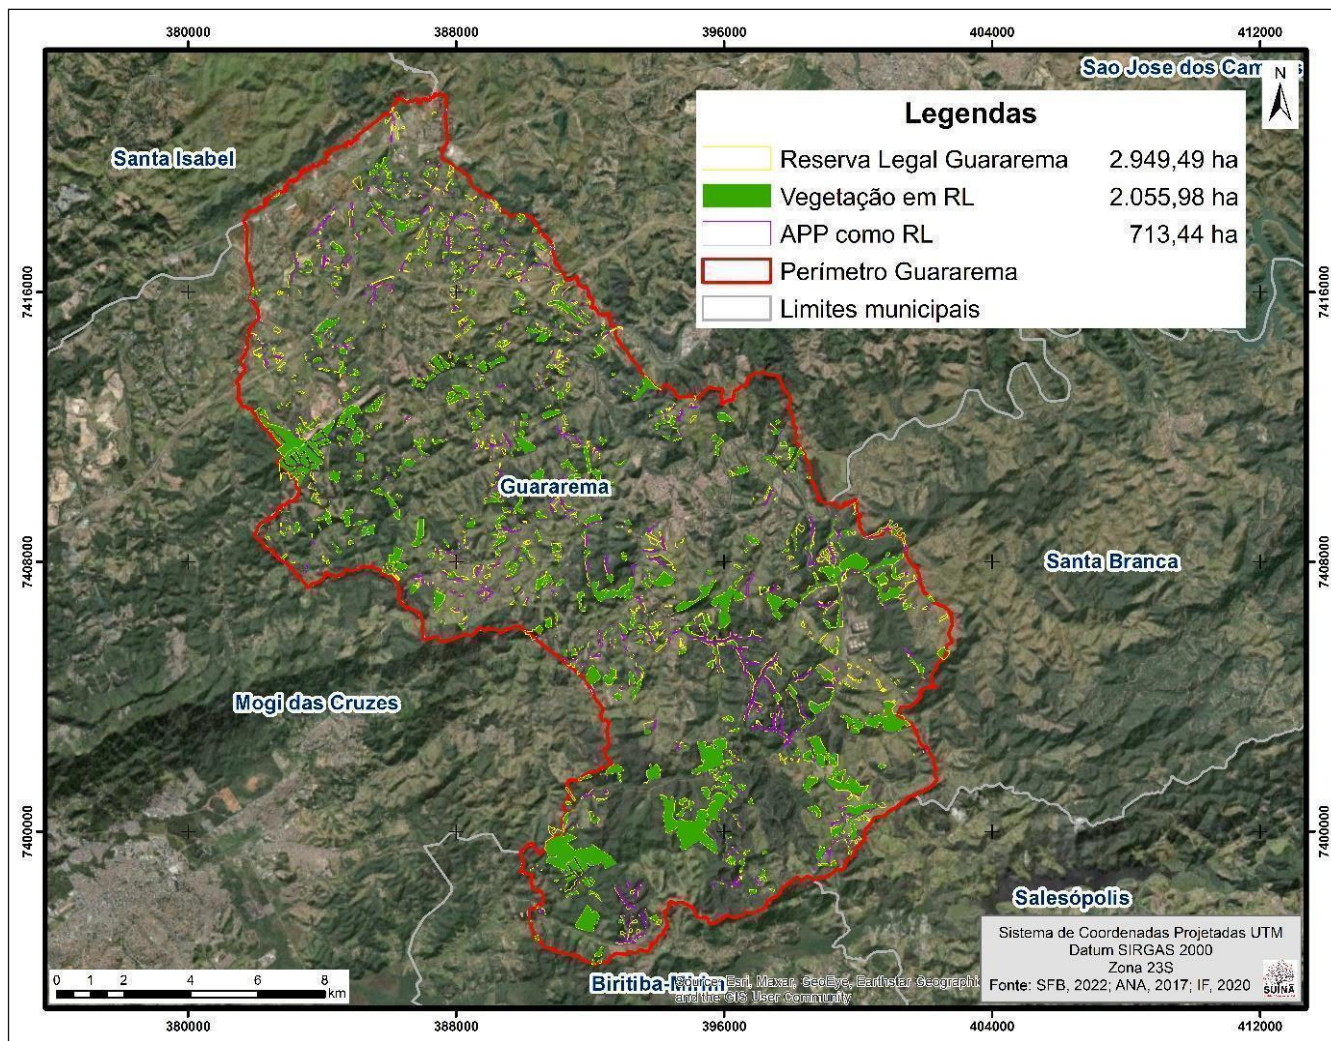 380000 388000 396000 404000 412000
Sao Jose dos Cam
N
Legendas
Reserva Legal Guararema 2.949,49 ha
Vegetação em RL 2.055,98 ha
APP como RL 713,44 ha
Perímetro Guararema
Limites municipais
Santa Isabel
7416000 7416000
Guararema
7408000 7408000
Santa Branca
Mogi das Cruzes
7400000 7400000
Salesópolis
Sistema de Coordenadas Projetadas UTM
Datum SIRGAS 2000
Zona 23S
Fonte: SFB, 2022; ANA, 2017; IF, 2020
SUINÃ
Biritiba-Mirim
Source: Esri, Maxar, GeoEye, Earthstar Geographi
and the GIS User Community
0 1 2 4 6 8
km
380000 388000 396000 404000 412000